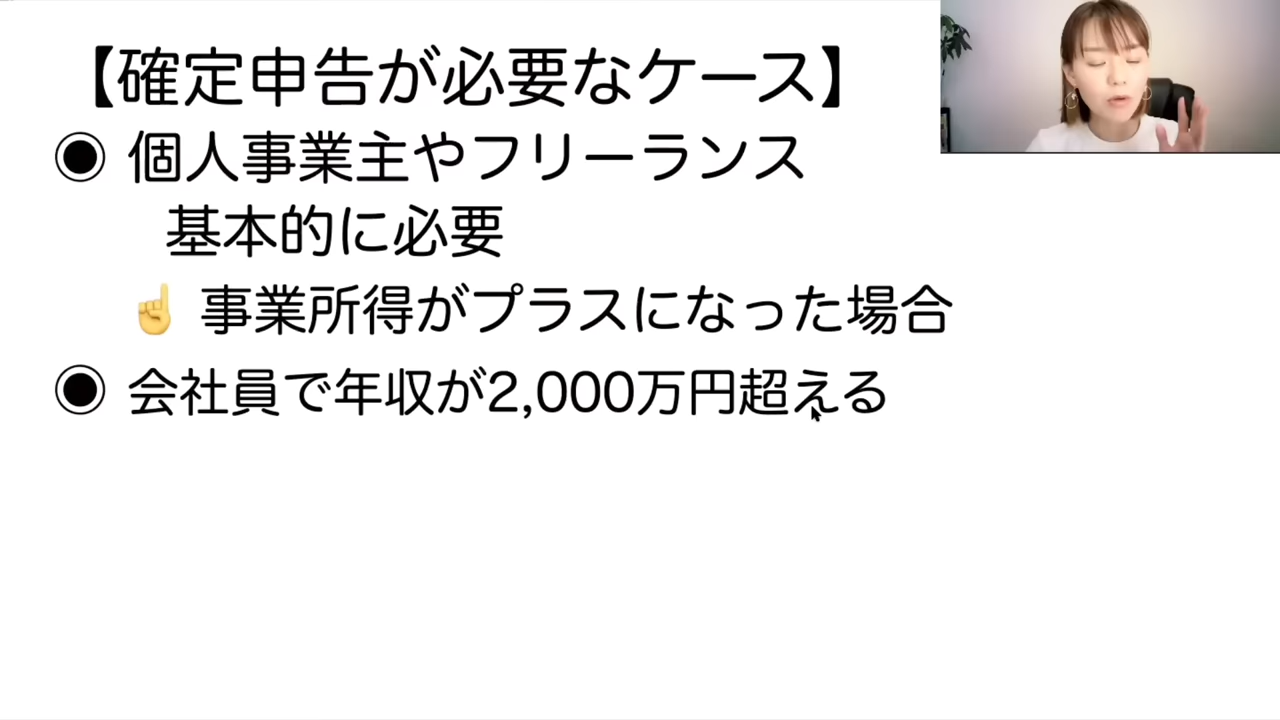 【確定申告が必要なケース】
◉ 個人事業主やフリーランス
基本的に必要
☝ 事業所得がプラスになった場合
◉ 会社員で年収が2,000万円超える